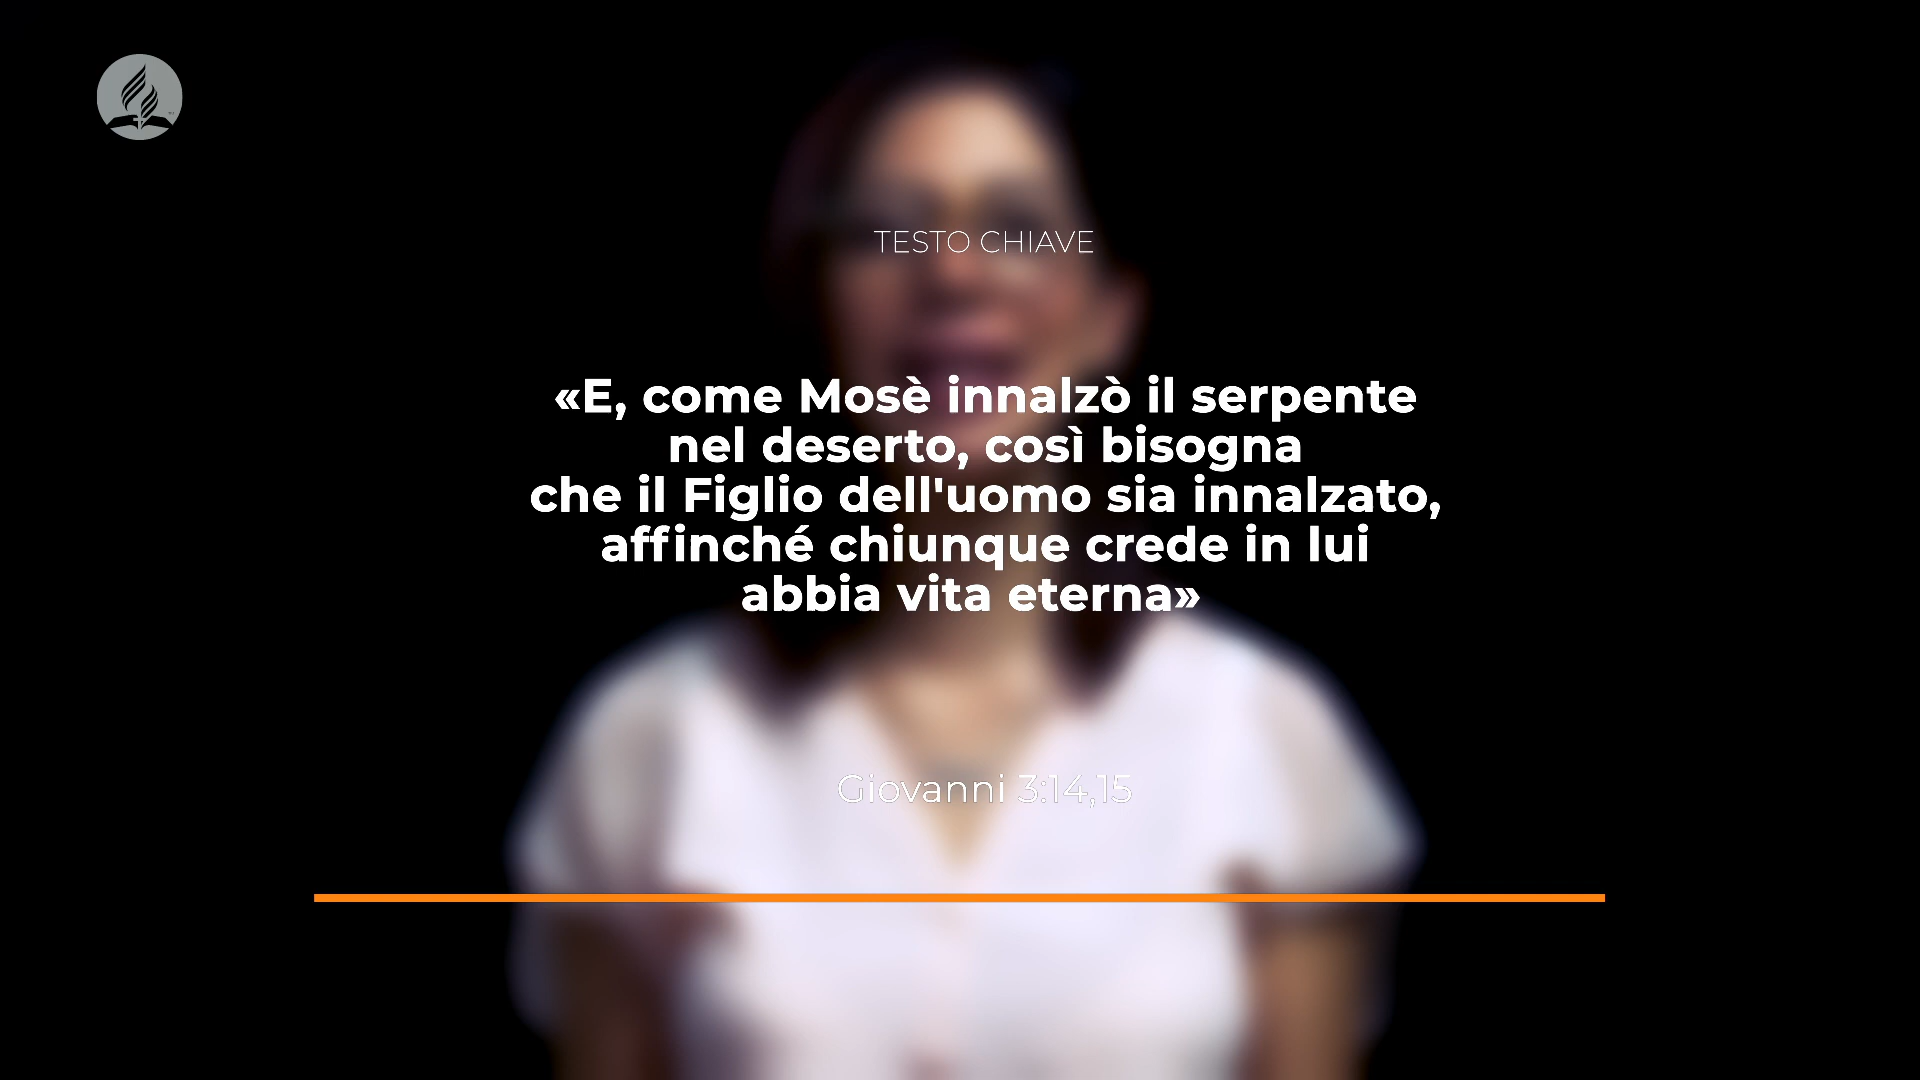 TESTO CHIAVE
«E, come Mosè innalzò il serpente
nel deserto, così bisogna
che il Figlio dell'uomo sia innalzato,
affinché chiunque crede in lui
abbia vita eterna»
Giovanni 3:14,15